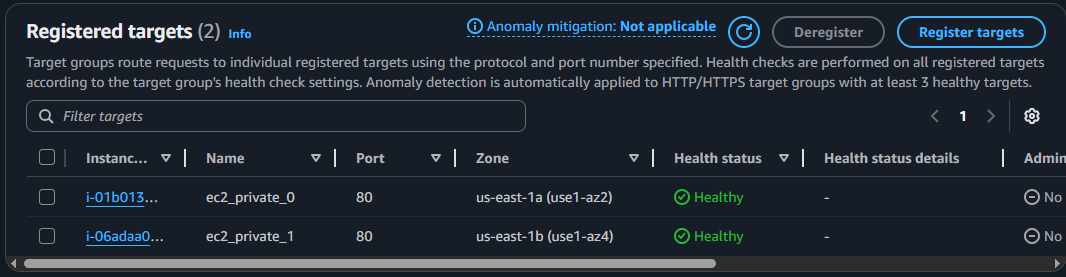 Registered targets (2) Info Anomaly mitigation: Not applicable Deregister Register targets
Target groups route requests to individual registered targets using the protocol and port number specified. Health checks are performed on all registered targets
according to the target group's health check settings. Anomaly detection is automatically applied to HTTP/HTTPS target groups with at least 3 healthy targets.
Filter targets 1
Instanc... Name Port Zone Health status Health status details Admin
i-01b013... ec2_private_0 80 us-east-1a (use1-az2) Healthy - No
i-06adaa0... ec2_private_1 80 us-east-1b (use1-az4) Healthy - No